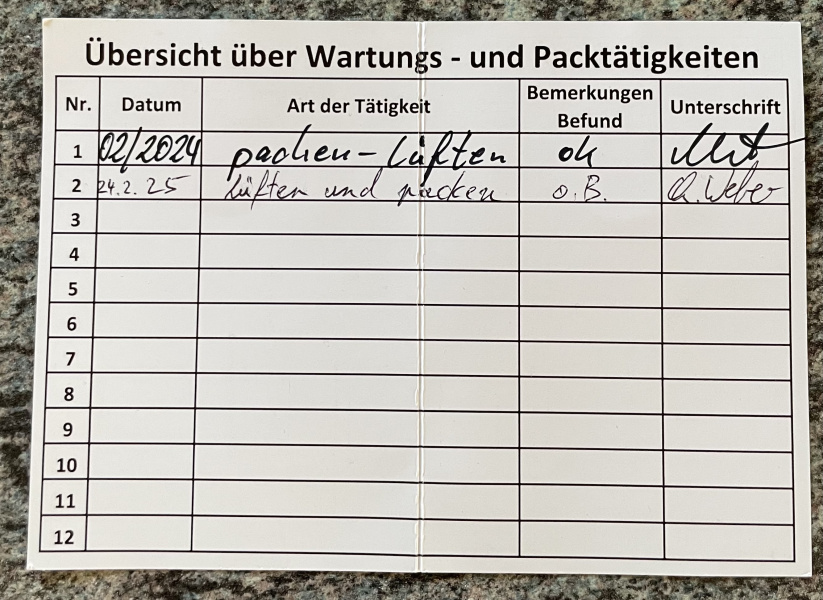 Übersicht über Wartungs - und Packtätigkeiten
Nr. Datum Art der Tätigkeit Bemerkungen Befund Unterschrift
1 02/2024 packen - Lüften ok
2 24.2.25 Lüften und packen o.B. A. Weber
3
4
5
6
7
8
9
10
11
12